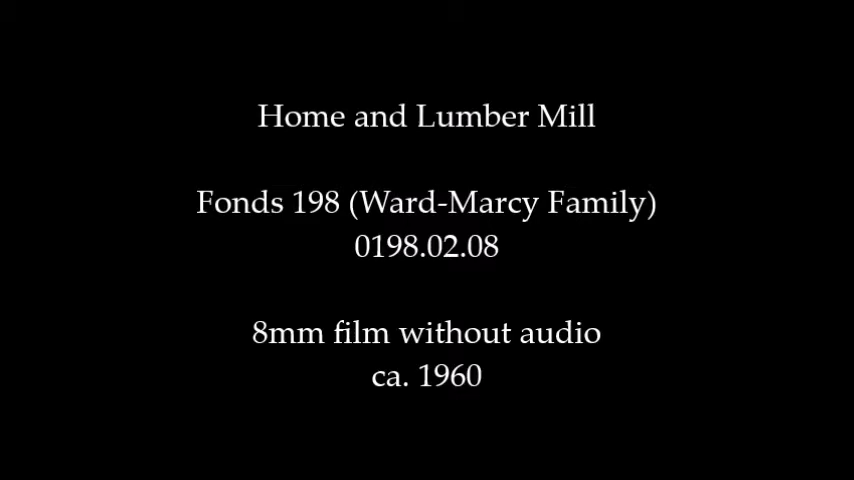 Home and Lumber Mill
Fonds 198 (Ward-Marcy Family)
0198.02.08
8mm film without audio
ca. 1960